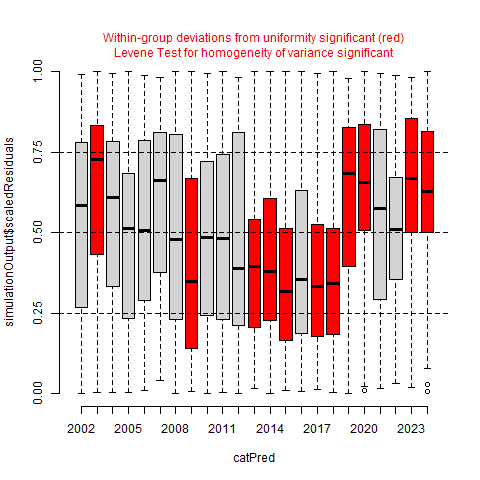 Within-group deviations from uniformity significant (red)
Levene Test for homogeneity of variance significant
simulationOutput$scaledResiduals
1.00
0.75
0.50
0.25
0.00
2002 2005 2008 2011 2014 2017 2020 2023
catPred